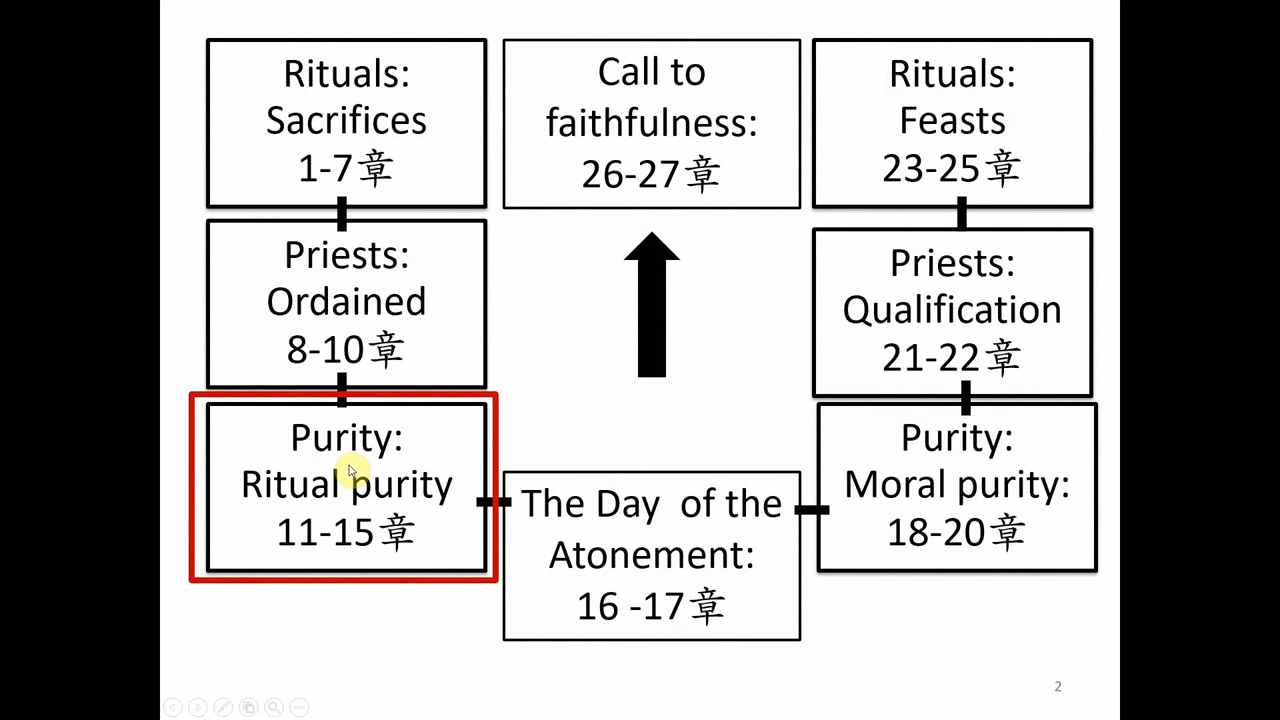 Rituals:
Sacrifices
1-7章
Call to
faithfulness:
26-27章
Rituals:
Feasts
23-25章
Priests:
Ordained
8-10章
Priests:
Qualification
21-22章
Purity:
Ritual purity
11-15章
The Day  of the
Atonement:
16 -17章
Purity:
Moral purity:
18-20章
2